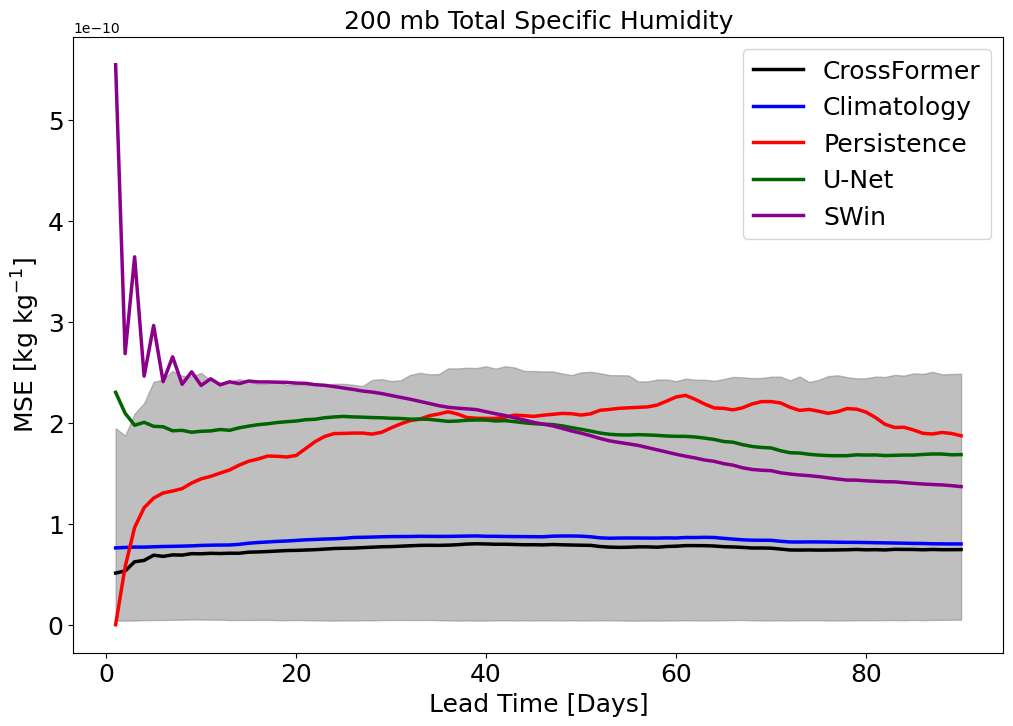 200 mb Total Specific Humidity
1e−10
MSE [kg kg⁻¹]
5
4
3
2
1
0
0 20 40 60 80
Lead Time [Days]
CrossFormer
Climatology
Persistence
U-Net
SWin